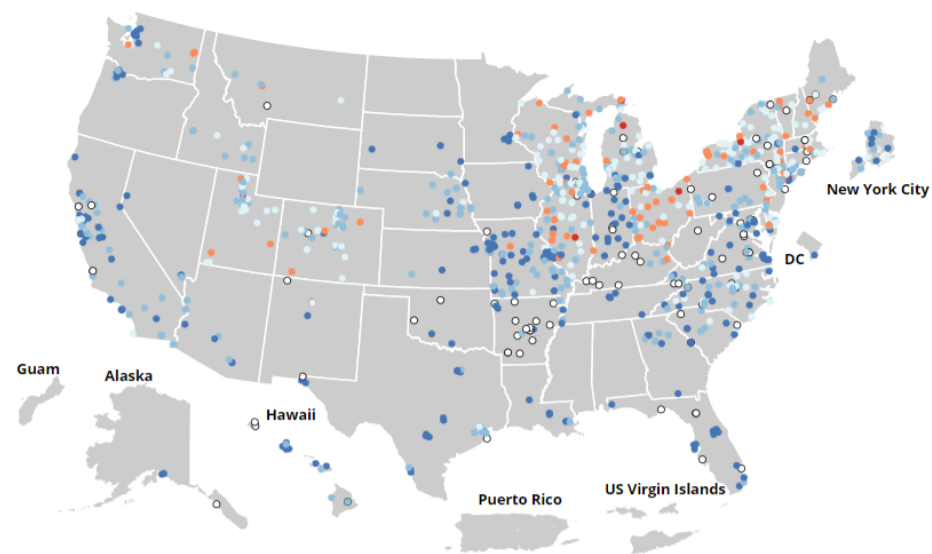 New York City
DC
Guam
Alaska
Hawaii
Puerto Rico
US Virgin Islands